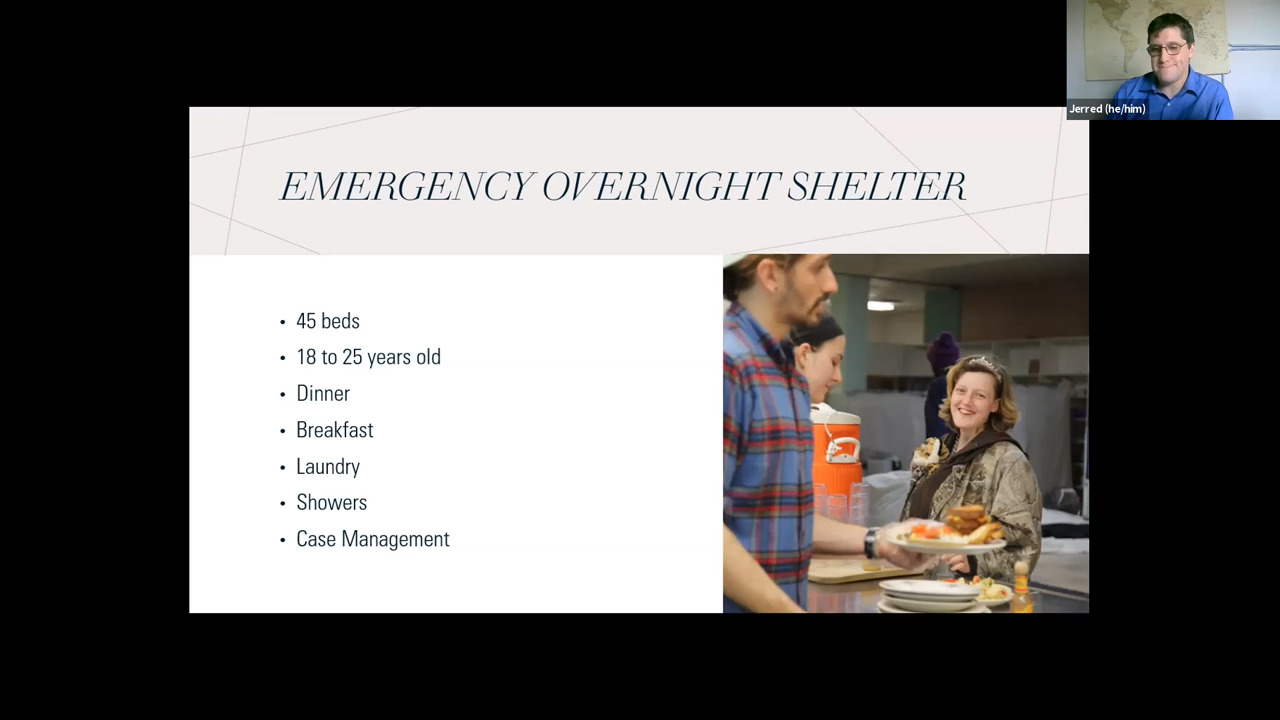 Jerred (he/him)
EMERGENCY OVERNIGHT SHELTER
• 45 beds
• 18 to 25 years old
• Dinner
• Breakfast
• Laundry
• Showers
• Case Management